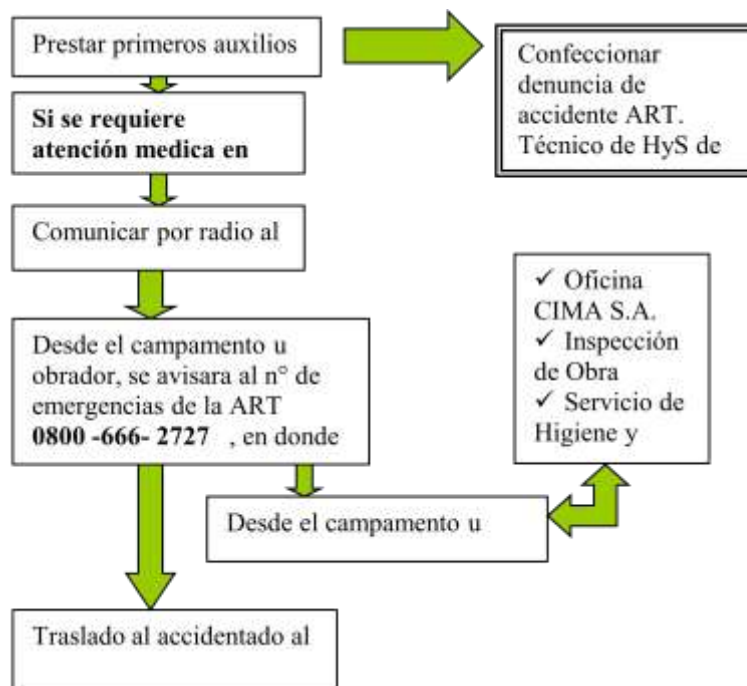 Prestar primeros auxilios
Confeccionar
denuncia de
accidente ART.
Técnico de HyS de
Si se requiere
atención medica en
Comunicar por radio al
✓ Oficina
CIMA S.A.
✓ Inspección
de Obra
✓ Servicio de
Higiene y
Desde el campamento u
obrador, se avisara al n° de
emergencias de la ART
0800 -666- 2727 , en donde
Desde el campamento u
Traslado al accidentado al